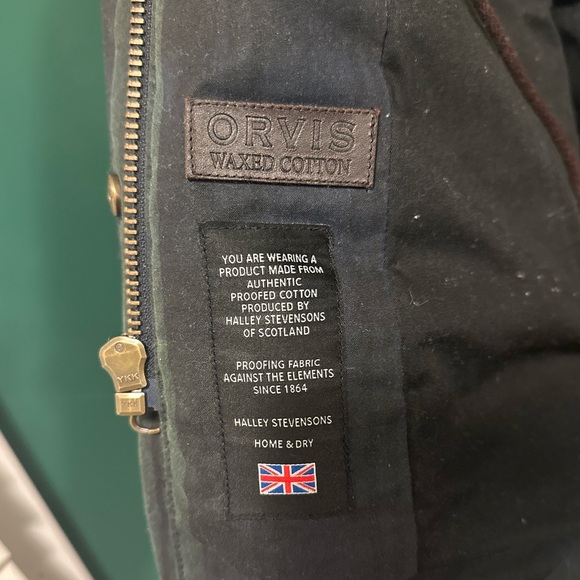 ORVIS
WAXED COTTON
YOU ARE WEARING A
PRODUCT MADE FROM
AUTHENTIC
PROOFED COTTON
PRODUCED BY
HALLEY STEVENSONS
OF SCOTLAND
PROOFING FABRIC
AGAINST THE ELEMENTS
SINCE 1864
HALLEY STEVENSONS
HOME & DRY
YKK